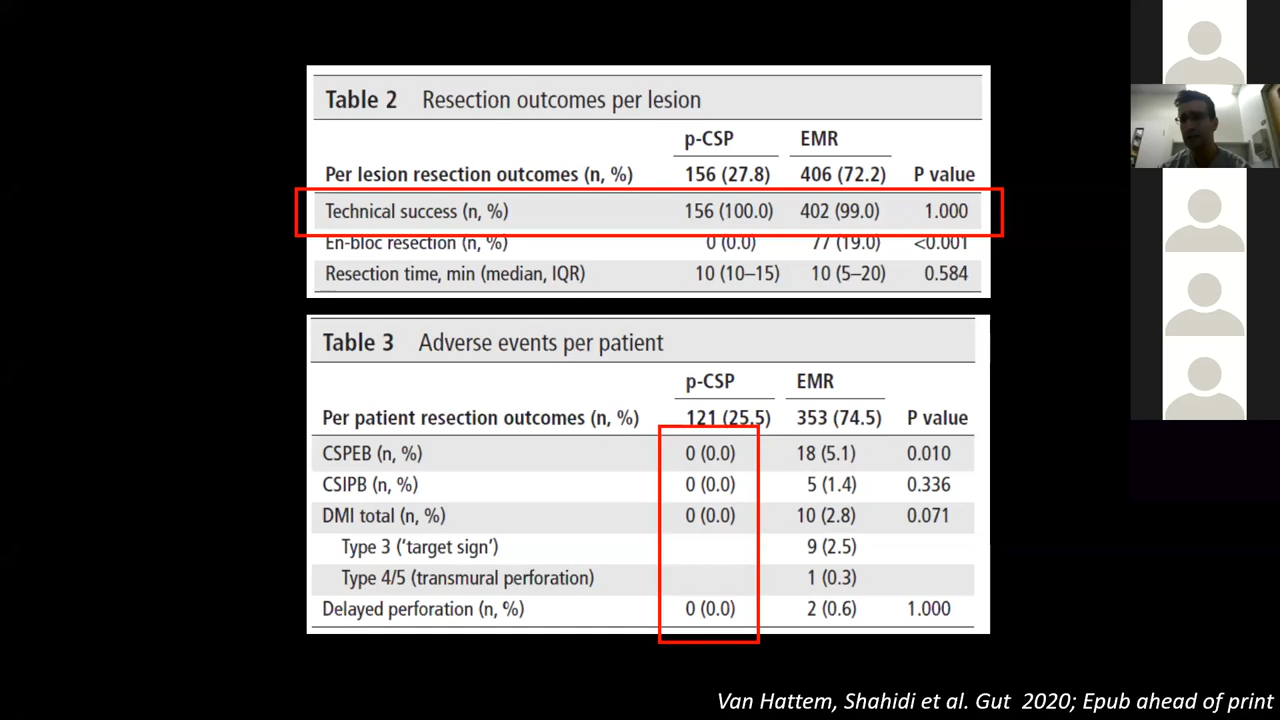 Table 2 Resection outcomes per lesion
p-CSP EMR
Per lesion resection outcomes (n, %) 156 (27.8) 406 (72.2) P value
Technical success (n, %) 156 (100.0) 402 (99.0) 1.000
En-bloc resection (n, %) 0 (0.0) 77 (19.0) <0.001
Resection time, min (median, IQR) 10 (10–15) 10 (5–20) 0.584
Table 3 Adverse events per patient
p-CSP EMR
Per patient resection outcomes (n, %) 121 (25.5) 353 (74.5) P value
CSPEB (n, %) 0 (0.0) 18 (5.1) 0.010
CSIPB (n, %) 0 (0.0) 5 (1.4) 0.336
DMI total (n, %) 0 (0.0) 10 (2.8) 0.071
Type 3 (‘target sign’) 9 (2.5)
Type 4/5 (transmural perforation) 1 (0.3)
Delayed perforation (n, %) 0 (0.0) 2 (0.6) 1.000
Van Hattem, Shahidi et al. Gut 2020; Epub ahead of print